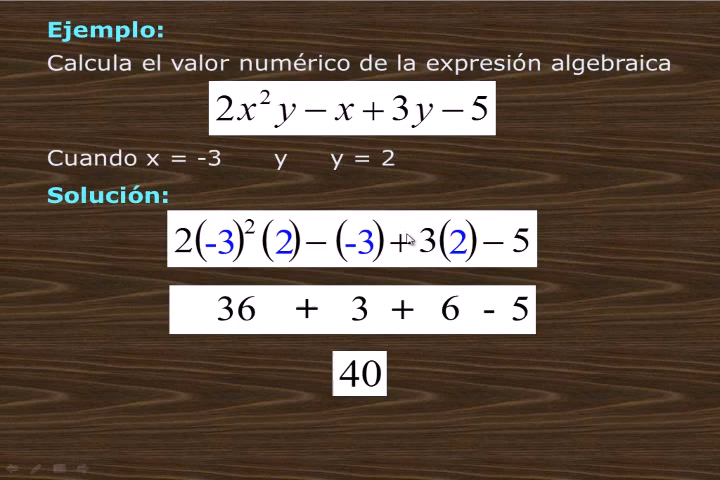 Ejemplo:
Calcula el valor numérico de la expresión algebraica
2x²y − x + 3y − 5
Cuando x = -3 y y = 2
Solución:
2(-3)²(2) − (-3) + 3(2) − 5
36 + 3 + 6 - 5
40